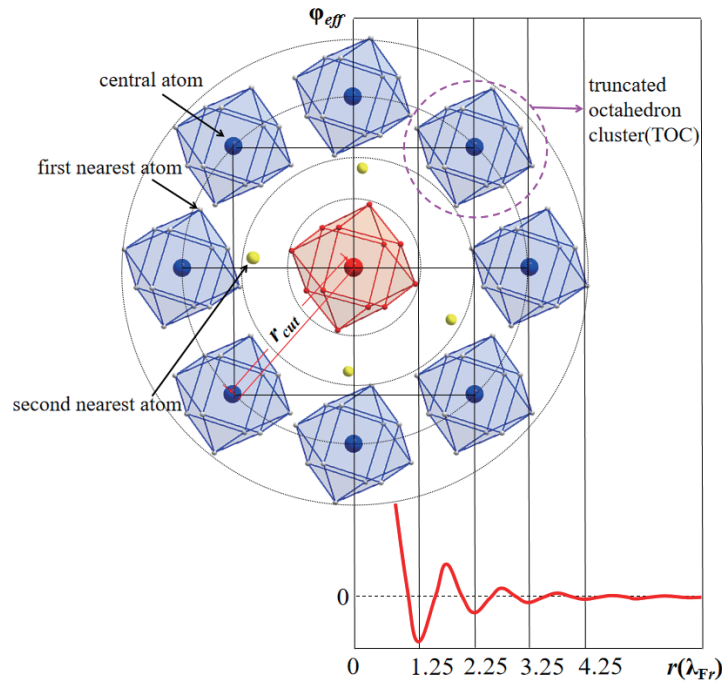 φeff
central atom
truncated
octahedron
cluster(TOC)
first nearest atom
r cut
second nearest atom
0
0 1.25 2.25 3.25 4.25 r(λFr)